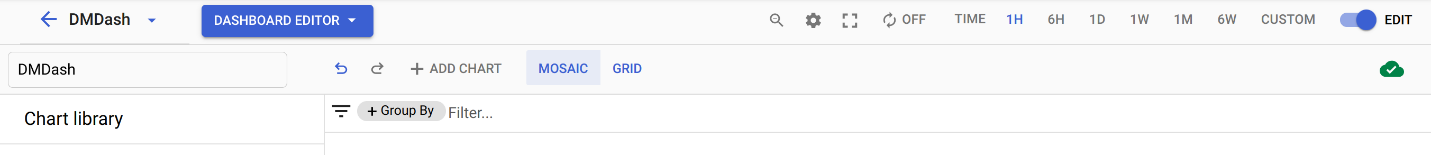 DMDash DASHBOARD EDITOR OFF TIME 1H 6H 1D 1W 1M 6W CUSTOM EDIT
DMDash ADD CHART MOSAIC GRID
Chart library + Group By Filter...